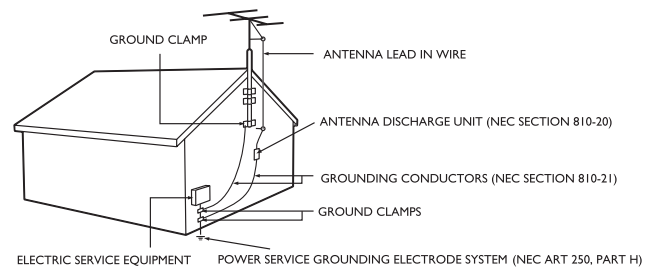 GROUND CLAMP
ANTENNA LEAD IN WIRE
ANTENNA DISCHARGE UNIT (NEC SECTION 810-20)
GROUNDING CONDUCTORS (NEC SECTION 810-21)
GROUND CLAMPS
ELECTRIC SERVICE EQUIPMENT
POWER SERVICE GROUNDING ELECTRODE SYSTEM (NEC ART 250, PART H)